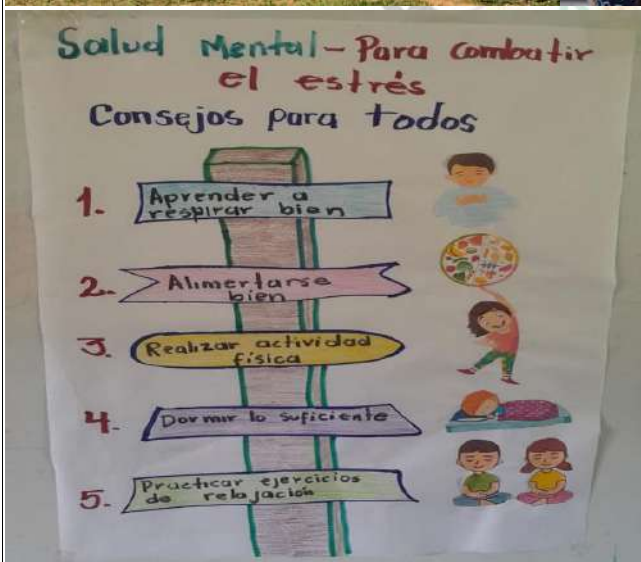 Salud Mental - Para combatir
el estrés
Consejos para todos
1. Aprender a
respirar bien
2. Alimertarse
bien
3. Realizar actividad
física
4. Dormir lo suficiente
5. Practicar ejercicios
de relajación